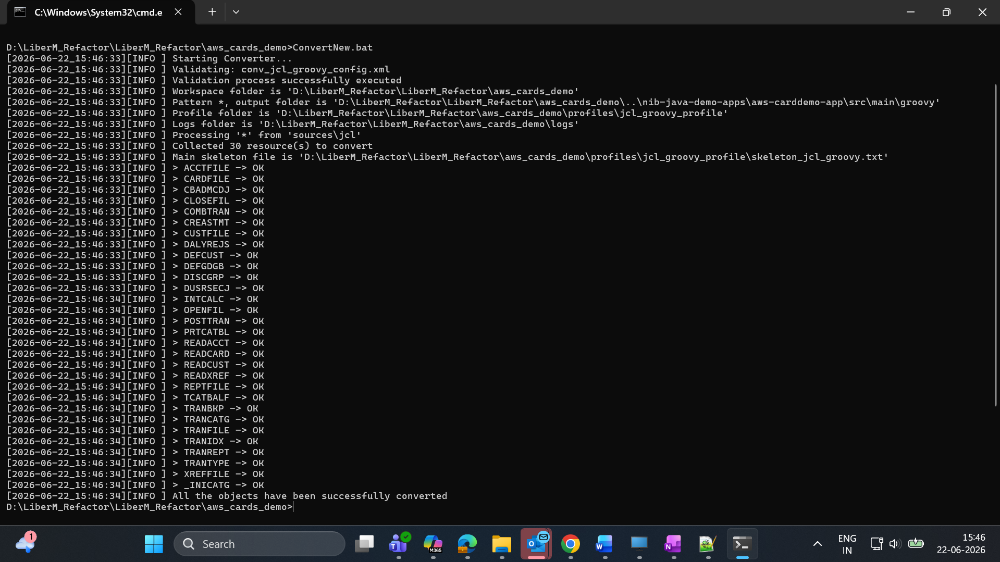 C:\Windows\System32\cmd.e
D:\LiberM_Refactor\LiberM_Refactor\aws_cards_demo>ConvertNew.bat
[2026-06-22_15:46:33][INFO ] Starting Converter...
[2026-06-22_15:46:33][INFO ] Validating: conv_jcl_groovy_config.xml
[2026-06-22_15:46:33][INFO ] Validation process successfully executed
[2026-06-22_15:46:33][INFO ] Workspace folder is 'D:\LiberM_Refactor\LiberM_Refactor\aws_cards_demo'
[2026-06-22_15:46:33][INFO ] Pattern *, output folder is 'D:\LiberM_Refactor\LiberM_Refactor\aws_cards_demo\..\nib-java-demo-apps\aws-carddemo-app\src\main\groovy'
[2026-06-22_15:46:33][INFO ] Profile folder is 'D:\LiberM_Refactor\LiberM_Refactor\aws_cards_demo\profiles\jcl_groovy_profile'
[2026-06-22_15:46:33][INFO ] Logs folder is 'D:\LiberM_Refactor\LiberM_Refactor\aws_cards_demo\logs'
[2026-06-22_15:46:33][INFO ] Processing '*' from 'sources\jcl'
[2026-06-22_15:46:33][INFO ] Collected 30 resource(s) to convert
[2026-06-22_15:46:33][INFO ] Main skeleton file is 'D:\LiberM_Refactor\LiberM_Refactor\aws_cards_demo\profiles\jcl_groovy_profile\skeleton_jcl_groovy.txt'
[2026-06-22_15:46:33][INFO ] > ACCTFILE -> OK
[2026-06-22_15:46:33][INFO ] > CARDFILE -> OK
[2026-06-22_15:46:33][INFO ] > CBADMCDJ -> OK
[2026-06-22_15:46:33][INFO ] > CLOSEFIL -> OK
[2026-06-22_15:46:33][INFO ] > COMBTRAN -> OK
[2026-06-22_15:46:33][INFO ] > CREASTMT -> OK
[2026-06-22_15:46:33][INFO ] > CUSTFILE -> OK
[2026-06-22_15:46:33][INFO ] > DALYREJS -> OK
[2026-06-22_15:46:33][INFO ] > DEFCUST -> OK
[2026-06-22_15:46:33][INFO ] > DEFGDGB -> OK
[2026-06-22_15:46:33][INFO ] > DISCGRP -> OK
[2026-06-22_15:46:33][INFO ] > DUSRSECJ -> OK
[2026-06-22_15:46:34][INFO ] > INTCALC -> OK
[2026-06-22_15:46:34][INFO ] > OPENFIL -> OK
[2026-06-22_15:46:34][INFO ] > POSTTRAN -> OK
[2026-06-22_15:46:34][INFO ] > PRTCATBL -> OK
[2026-06-22_15:46:34][INFO ] > READACCT -> OK
[2026-06-22_15:46:34][INFO ] > READCARD -> OK
[2026-06-22_15:46:34][INFO ] > READCUST -> OK
[2026-06-22_15:46:34][INFO ] > READXREF -> OK
[2026-06-22_15:46:34][INFO ] > REPTFILE -> OK
[2026-06-22_15:46:34][INFO ] > TCATBALF -> OK
[2026-06-22_15:46:34][INFO ] > TRANBKP -> OK
[2026-06-22_15:46:34][INFO ] > TRANCATG -> OK
[2026-06-22_15:46:34][INFO ] > TRANFILE -> OK
[2026-06-22_15:46:34][INFO ] > TRANIDX -> OK
[2026-06-22_15:46:34][INFO ] > TRANREPT -> OK
[2026-06-22_15:46:34][INFO ] > TRANTYPE -> OK
[2026-06-22_15:46:34][INFO ] > XREFFILE -> OK
[2026-06-22_15:46:34][INFO ] > _INICATG -> OK
[2026-06-22_15:46:34][INFO ] All the objects have been successfully converted
D:\LiberM_Refactor\LiberM_Refactor\aws_cards_demo>
1
Search
M365
ENG
IN
15:46
22-06-2026